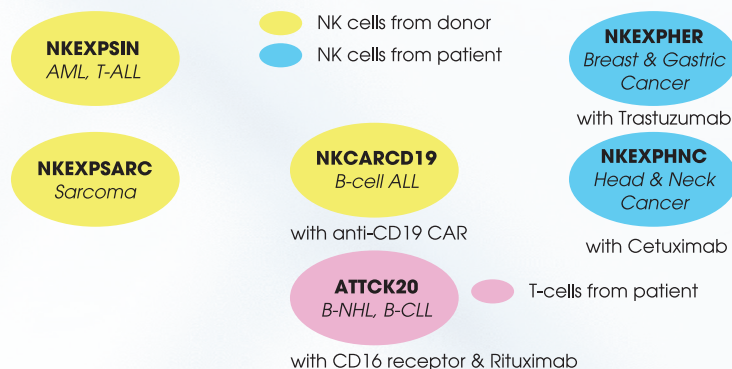 NKEXPSIN
AML, T-ALL
NK cells from donor
NK cells from patient
NKEXPHER
Breast & Gastric
Cancer
with Trastuzumab
NKEXPSARC
Sarcoma
NKCARCD19
B-cell ALL
with anti-CD19 CAR
NKEXPHNC
Head & Neck
Cancer
with Cetuximab
ATTCK20
B-NHL, B-CLL
T-cells from patient
with CD16 receptor & Rituximab